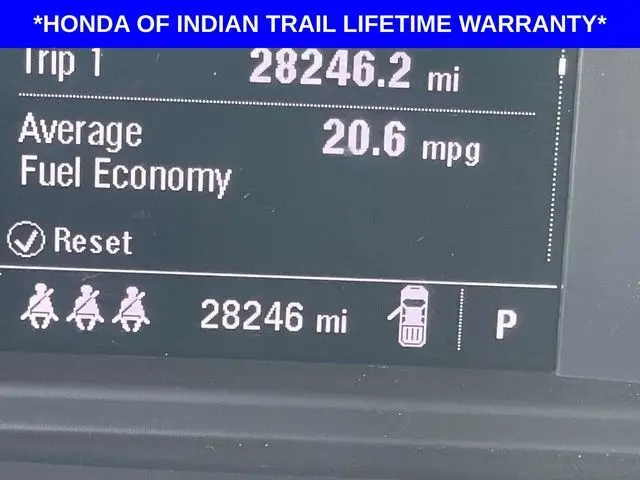 *HONDA OF INDIAN TRAIL LIFETIME WARRANTY*
Trip 1 28246.2 mi
Average 20.6 mpg
Fuel Economy
Reset
28246 mi P